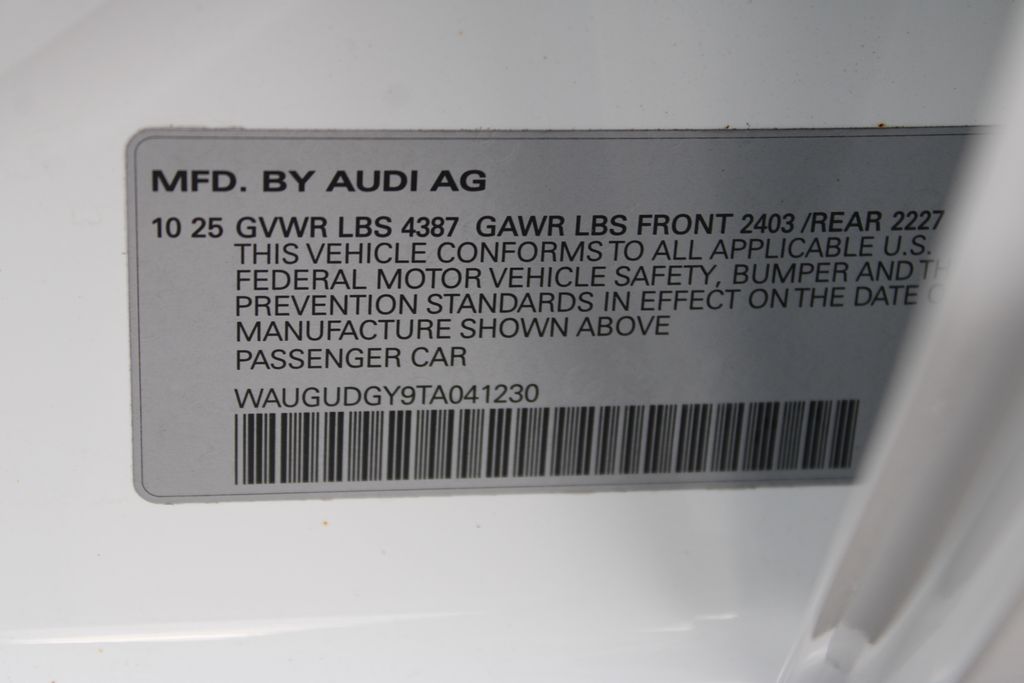 MFD. BY AUDI AG
10 25 GVWR LBS 4387 GAWR LBS FRONT 2403 /REAR 2227
THIS VEHICLE CONFORMS TO ALL APPLICABLE U.S.
FEDERAL MOTOR VEHICLE SAFETY, BUMPER AND
PREVENTION STANDARDS IN EFFECT ON THE DATE
MANUFACTURE SHOWN ABOVE
PASSENGER CAR
WAUGUDGY9TA041230